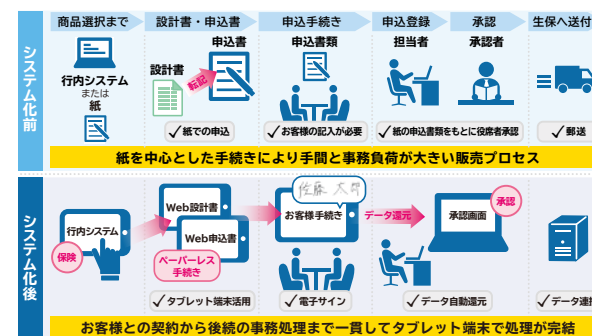 商品選択まで
設計書・申込書
申込手続き
申込登録
承認
生保へ送付
システム化前
行内システム
または
紙
設計書
転記
申込書
申込書類
担当者
承認者
紙での申込
お客様の記入が必要
紙の申込書類をもとに役席者承認
郵送
紙を中心とした手続きにより手間と事務負荷が大きい販売プロセス
システム化後
行内システム
保険
Web設計書
Web申込書
ペーパーレス
手続き
佐藤 太郎
お客様手続き
データ還元
承認画面
承認
タブレット端末活用
電子サイン
データ自動還元
データ連携
お客様との契約から後続の事務処理まで一貫してタブレット端末で処理が完結